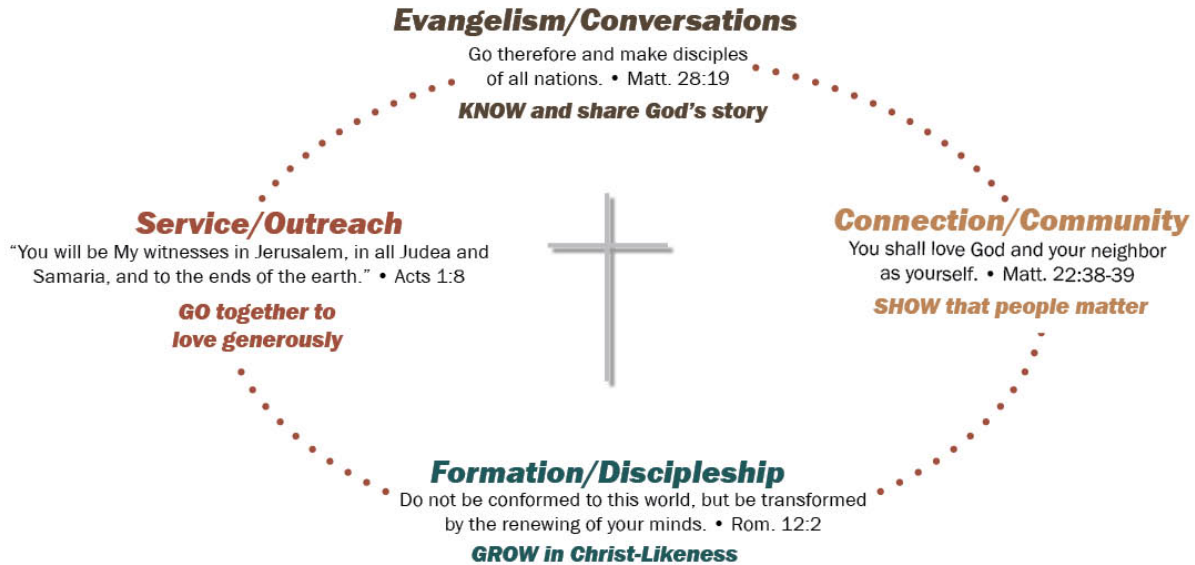 Evangelism/Conversations
Go therefore and make disciples
of all nations. • Matt. 28:19
KNOW and share God's story
Service/Outreach
“You will be My witnesses in Jerusalem, in all Judea and
Samaria, and to the ends of the earth.” • Acts 1:8
GO together to
love generously
Connection/Community
You shall love God and your neighbor
as yourself. • Matt. 22:38-39
SHOW that people matter
Formation/Discipleship
Do not be conformed to this world, but be transformed
by the renewing of your minds. • Rom. 12:2
GROW in Christ-Likeness